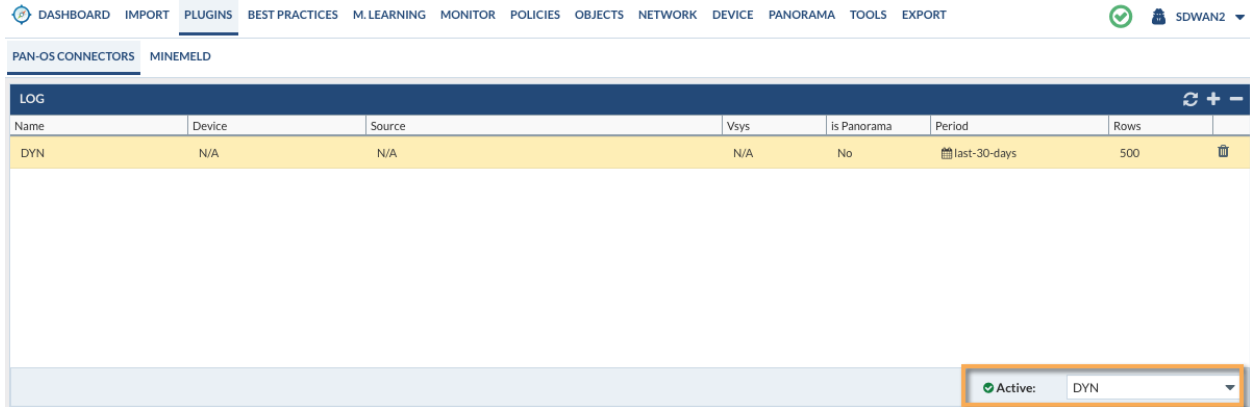 DASHBOARD IMPORT PLUGINS BEST PRACTICES M. LEARNING MONITOR POLICIES OBJECTS NETWORK DEVICE PANORAMA TOOLS EXPORT SDWAN2
PAN-OS CONNECTORS MINEMELD
LOG
Name Device Source Vsys is Panorama Period Rows
DYN N/A N/A N/A No last-30-days 500
Active: DYN